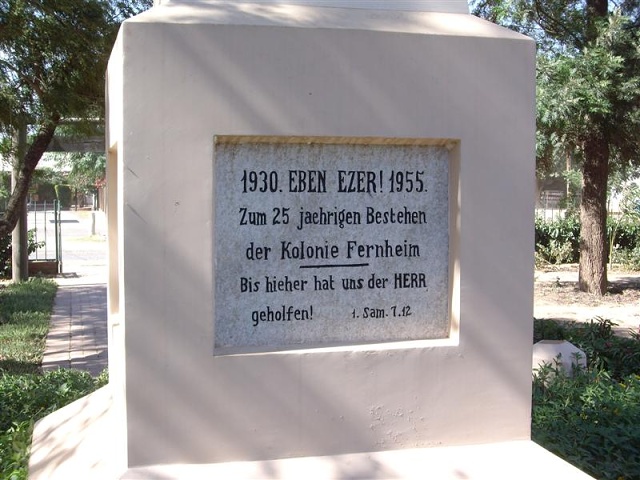 1930. EBEN EZER! 1955.
Zum 25 jaehrigen Bestehen
der Kolonie Fernheim
Bis hieher hat uns der HERR
geholfen! 1. Sam. 7.12